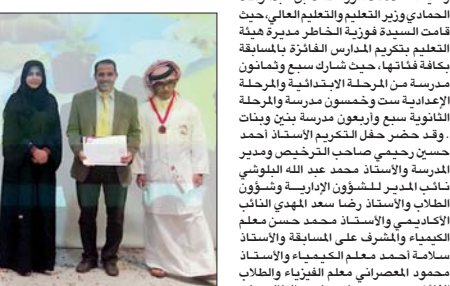 الحمادي وزير التعليم والتعليم العالي، حيث
قامت السيدة فوزية الخاطر مديرة هيئة
التعليم بتكريم المدارس الفائزة بالمسابقة
بكافة فئاتها، حيث شارك سبع وثمانون
مدرسة من المرحلة الابتدائية والمرحلة
الإعدادية ست وخمسون مدرسة والمرحلة
الثانوية سبع وأربعون مدرسة بنين وبنات
. وقد حضر حفل التكريم الأستاذ أحمد
حسين رحيمي صاحب الترخيص ومدير
المدرسة والأستاذ محمد عبد الله البلوشي
نائب المدير للشؤون الإدارية وشؤون
الطلاب والأستاذ رضا سعد المهدي النائب
الأكاديمي والأستاذ محمد حسن معلم
الكيمياء والمشرف على المسابقة والأستاذ
سلامة أحمد معلم الكيمياء والأستاذ
محمود المعصراني معلم الفيزياء والطلاب